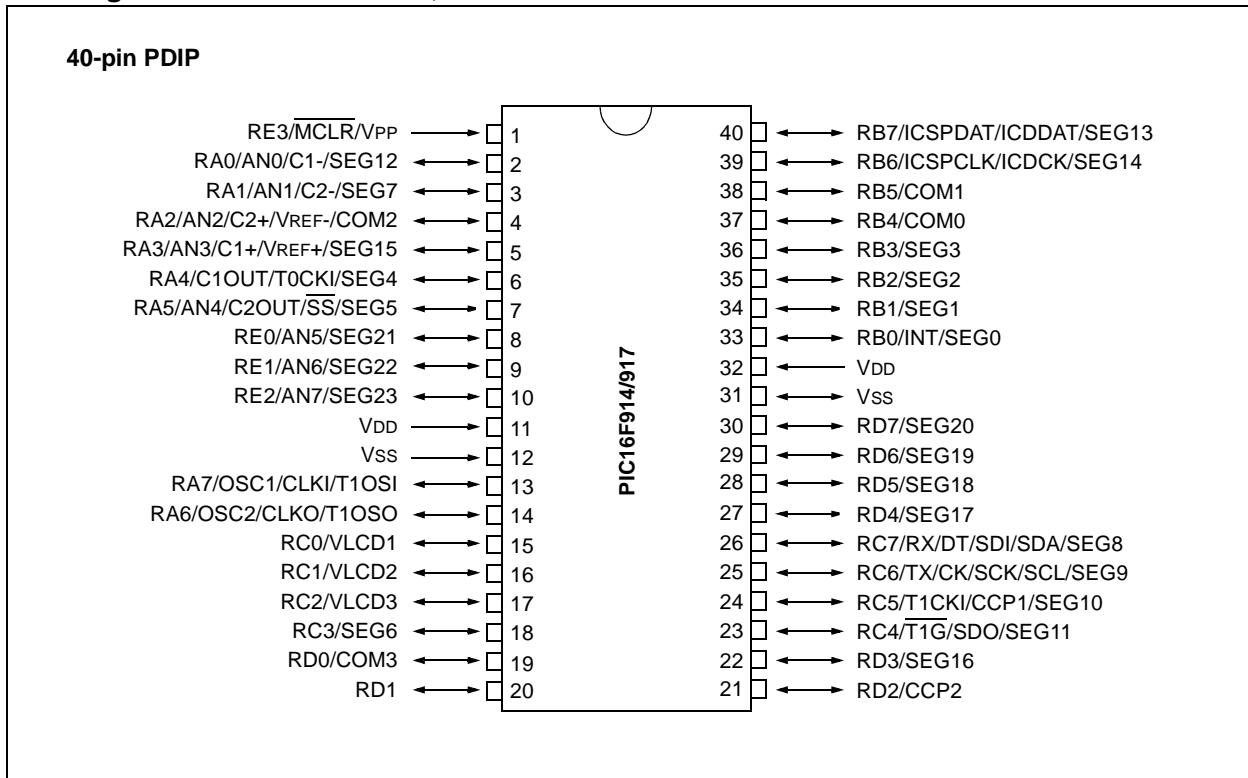 40-pin PDIP
RE3/MCLR/VPP 1
RA0/AN0/C1-/SEG12 2
RA1/AN1/C2-/SEG7 3
RA2/AN2/C2+/VREF-/COM2 4
RA3/AN3/C1+/VREF+/SEG15 5
RA4/C1OUT/T0CKI/SEG4 6
RA5/AN4/C2OUT/SS/SEG5 7
RE0/AN5/SEG21 8
RE1/AN6/SEG22 9
RE2/AN7/SEG23 10
VDD 11
VSS 12
RA7/OSC1/CLKI/T1OSI 13
RA6/OSC2/CLKO/T1OSO 14
RC0/VLCD1 15
RC1/VLCD2 16
RC2/VLCD3 17
RC3/SEG6 18
RD0/COM3 19
RD1 20
PIC16F914/917
40 RB7/ICSPDAT/ICDDAT/SEG13
39 RB6/ICSPCLK/ICDCK/SEG14
38 RB5/COM1
37 RB4/COM0
36 RB3/SEG3
35 RB2/SEG2
34 RB1/SEG1
33 RB0/INT/SEG0
32 VDD
31 VSS
30 RD7/SEG20
29 RD6/SEG19
28 RD5/SEG18
27 RD4/SEG17
26 RC7/RX/DT/SDI/SDA/SEG8
25 RC6/TX/CK/SCK/SCL/SEG9
24 RC5/T1CKI/CCP1/SEG10
23 RC4/T1G/SDO/SEG11
22 RD3/SEG16
21 RD2/CCP2